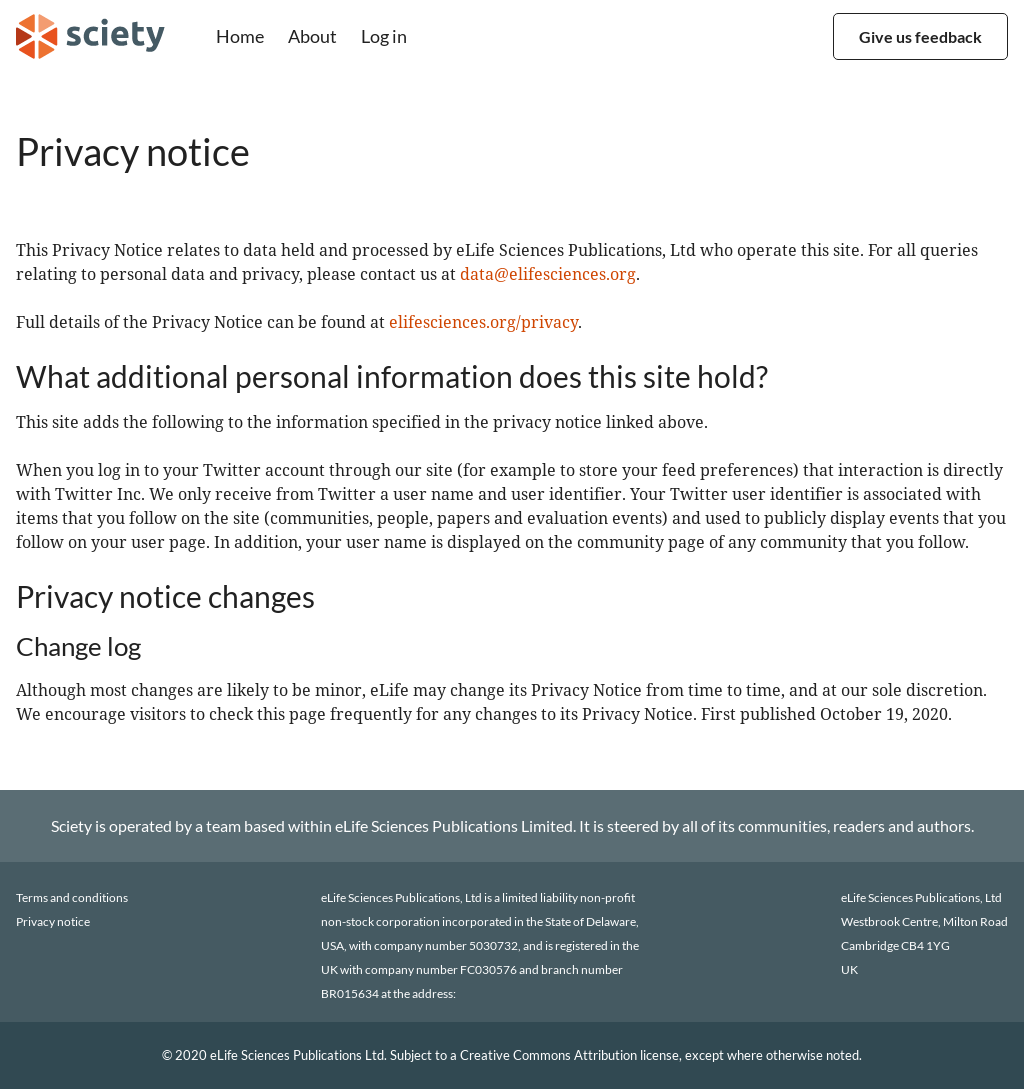 sciety
Home
About
Log in
Give us feedback
Privacy notice
This Privacy Notice relates to data held and processed by eLife Sciences Publications, Ltd who operate this site. For all queries
relating to personal data and privacy, please contact us at data@elifesciences.org.
Full details of the Privacy Notice can be found at elifesciences.org/privacy.
What additional personal information does this site hold?
This site adds the following to the information specified in the privacy notice linked above.
When you log in to your Twitter account through our site (for example to store your feed preferences) that interaction is directly
with Twitter Inc. We only receive from Twitter a user name and user identifier. Your Twitter user identifier is associated with
items that you follow on the site (communities, people, papers and evaluation events) and used to publicly display events that you
follow on your user page. In addition, your user name is displayed on the community page of any community that you follow.
Privacy notice changes
Change log
Although most changes are likely to be minor, eLife may change its Privacy Notice from time to time, and at our sole discretion.
We encourage visitors to check this page frequently for any changes to its Privacy Notice. First published October 19, 2020.
Sciety is operated by a team based within eLife Sciences Publications Limited. It is steered by all of its communities, readers and authors.
Terms and conditions
Privacy notice
eLife Sciences Publications, Ltd is a limited liability non-profit
non-stock corporation incorporated in the State of Delaware,
USA, with company number 5030732, and is registered in the
UK with company number FC030576 and branch number
BR015634 at the address:
eLife Sciences Publications, Ltd
Westbrook Centre, Milton Road
Cambridge CB4 1YG
UK
© 2020 eLife Sciences Publications Ltd. Subject to a Creative Commons Attribution license, except where otherwise noted.